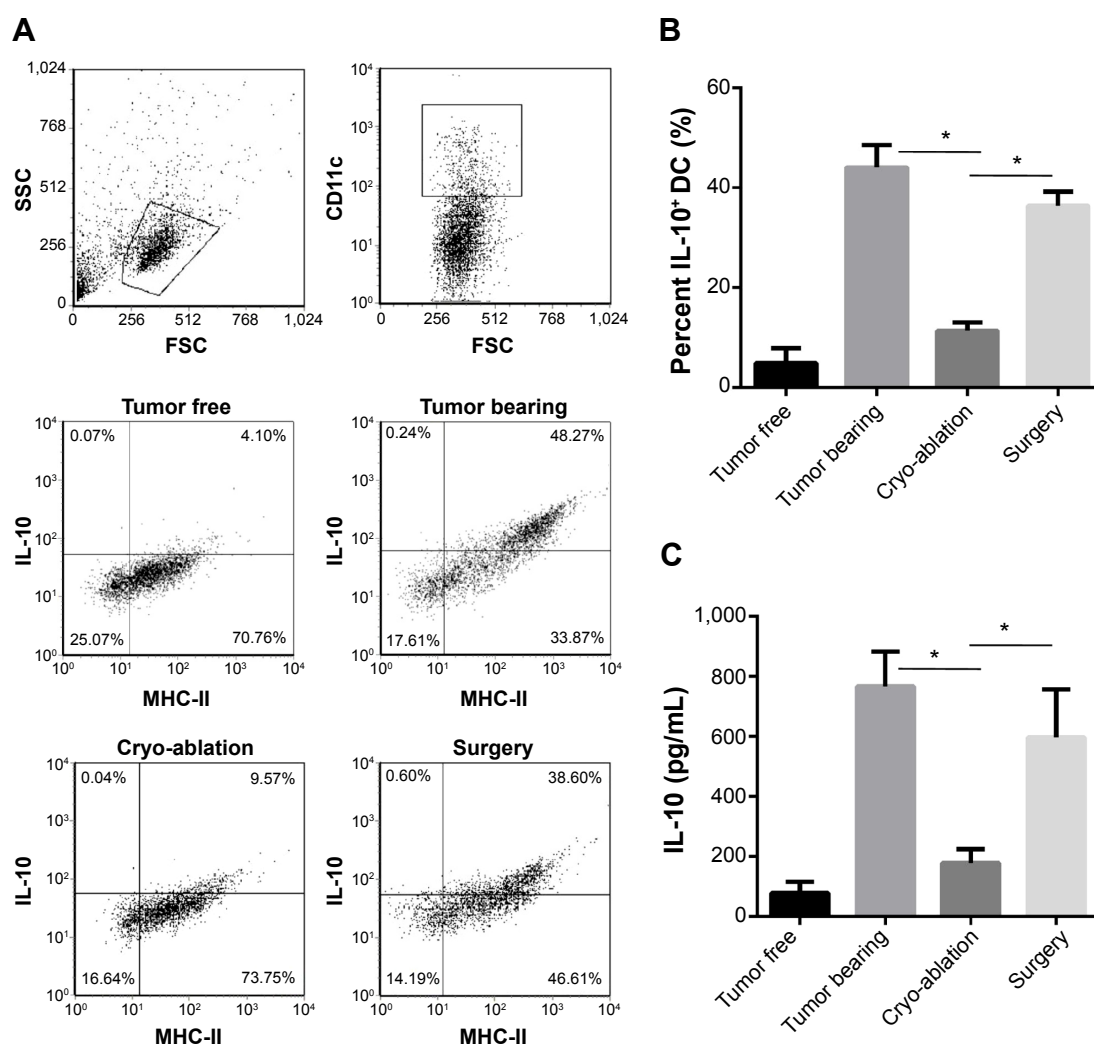 A
1,024
768
512
256
0
SSC
0 256 512 768 1,024
FSC
10⁴
10³
10²
10¹
10⁰
CD11c
0 256 512 768 1,024
FSC
Tumor free
10⁴
10³
10²
10¹
10⁰
IL-10
0.07% 4.10%
25.07% 70.76%
10⁰ 10¹ 10² 10³ 10⁴
MHC-II
Tumor bearing
10⁴
10³
10²
10¹
10⁰
IL-10
0.24% 48.27%
17.61% 33.87%
10⁰ 10¹ 10² 10³ 10⁴
MHC-II
Cryo-ablation
10⁴
10³
10²
10¹
10⁰
IL-10
0.04% 9.57%
16.64% 73.75%
10⁰ 10¹ 10² 10³ 10⁴
MHC-II
Surgery
10⁴
10³
10²
10¹
10⁰
IL-10
0.60% 38.60%
14.19% 46.61%
10⁰ 10¹ 10² 10³ 10⁴
MHC-II
B
60
40
20
0
Percent IL-10⁺ DC (%)
* *
Tumor free
Tumor bearing
Cryo-ablation
Surgery
C
1,000
800
600
400
200
0
IL-10 (pg/mL)
* *
Tumor free
Tumor bearing
Cryo-ablation
Surgery